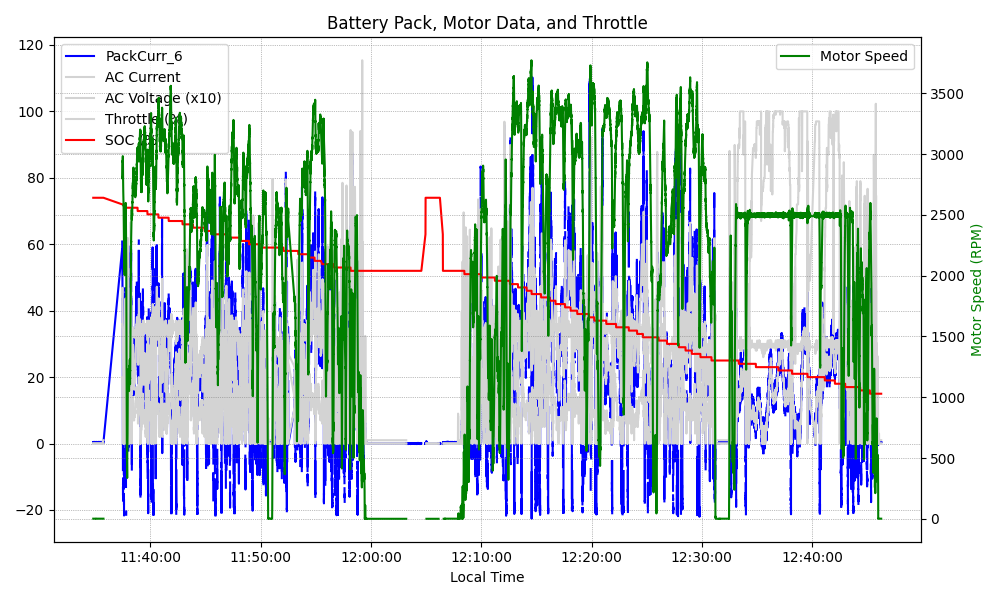 Battery Pack, Motor Data, and Throttle
PackCurr_6
AC Current
AC Voltage (x10)
Throttle
SOC
Motor Speed
120
100
80
60
40
20
0
−20
3500
3000
2500
2000
1500
1000
500
0
Motor Speed (RPM)
11:40:00
11:50:00
12:00:00
12:10:00
12:20:00
12:30:00
12:40:00
Local Time